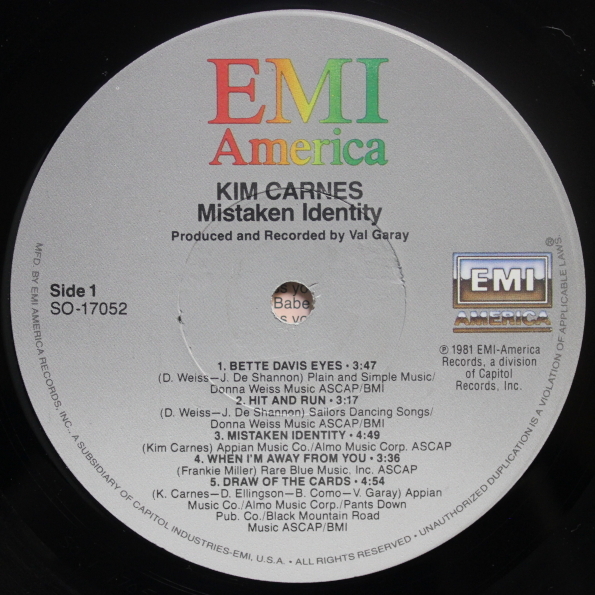 EMI
America
KIM CARNES
Mistaken Identity
Produced and Recorded by Val Garay
Side 1
SO-17052
s yo
Babe
s yo
®
EMI
AMERICA
℗ 1981 EMI-America
Records, a division
of Capitol
Records, Inc.
1. BETTE DAVIS EYES • 3:47
(D. Weiss—J. De Shannon) Plain and Simple Music/
Donna Weiss Music ASCAP/BMI
2. HIT AND RUN • 3:17
(D. Weiss—J. De Shannon) Sailors Dancing Songs/
Donna Weiss Music ASCAP/BMI
3. MISTAKEN IDENTITY • 4:49
(Kim Carnes) Appian Music Co./Almo Music Corp. ASCAP
4. WHEN I'M AWAY FROM YOU • 3:36
(Frankie Miller) Rare Blue Music. Inc. ASCAP
5. DRAW OF THE CARDS • 4:54
(K. Carnes—D. Ellingson—B. Como—V. Garay) Appian
Music Co./Almo Music Corp./Pants Down
Pub. Co./Black Mountain Road
Music ASCAP/BMI
MFD. BY EMI AMERICA RECORDS, INC., A SUBSIDIARY OF CAPITOL INDUSTRIES-EMI, U.S.A. • ALL RIGHTS RESERVED • UNAUTHORIZED DUPLICATION IS A VIOLATION OF APPLICABLE LAWS